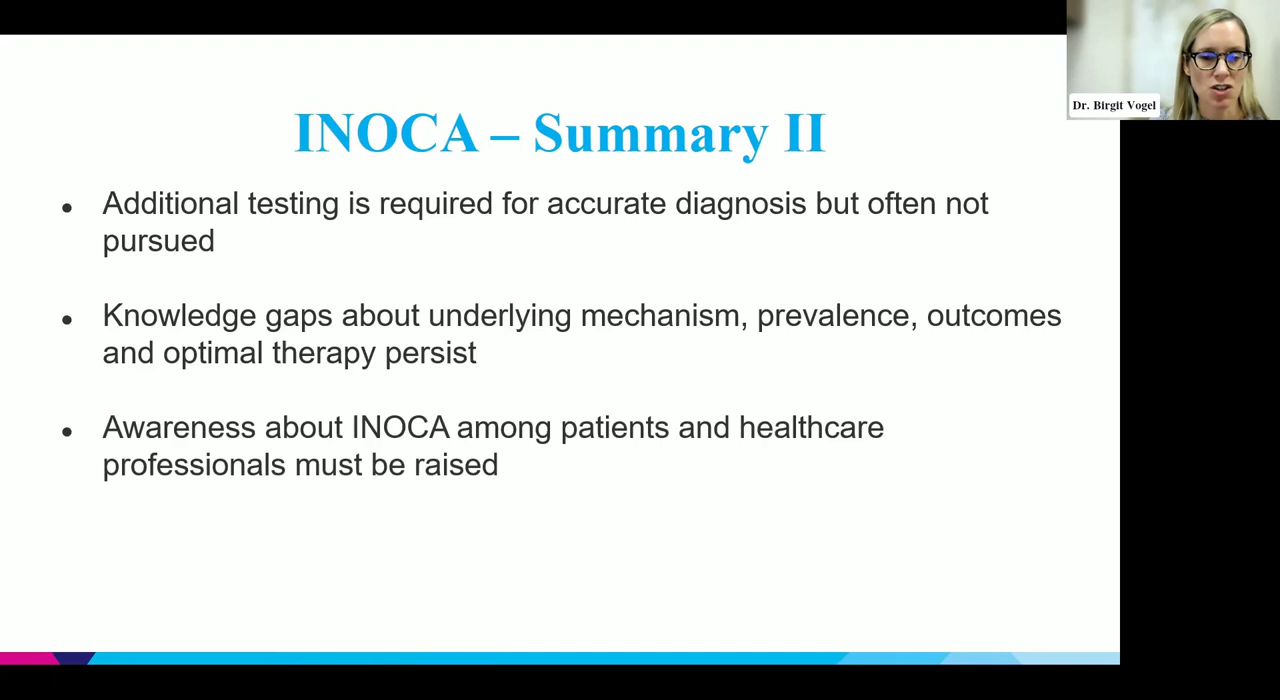 Dr. Birgit Vogel
INOCA – Summary II
• Additional testing is required for accurate diagnosis but often not
pursued
• Knowledge gaps about underlying mechanism, prevalence, outcomes
and optimal therapy persist
• Awareness about INOCA among patients and healthcare
professionals must be raised